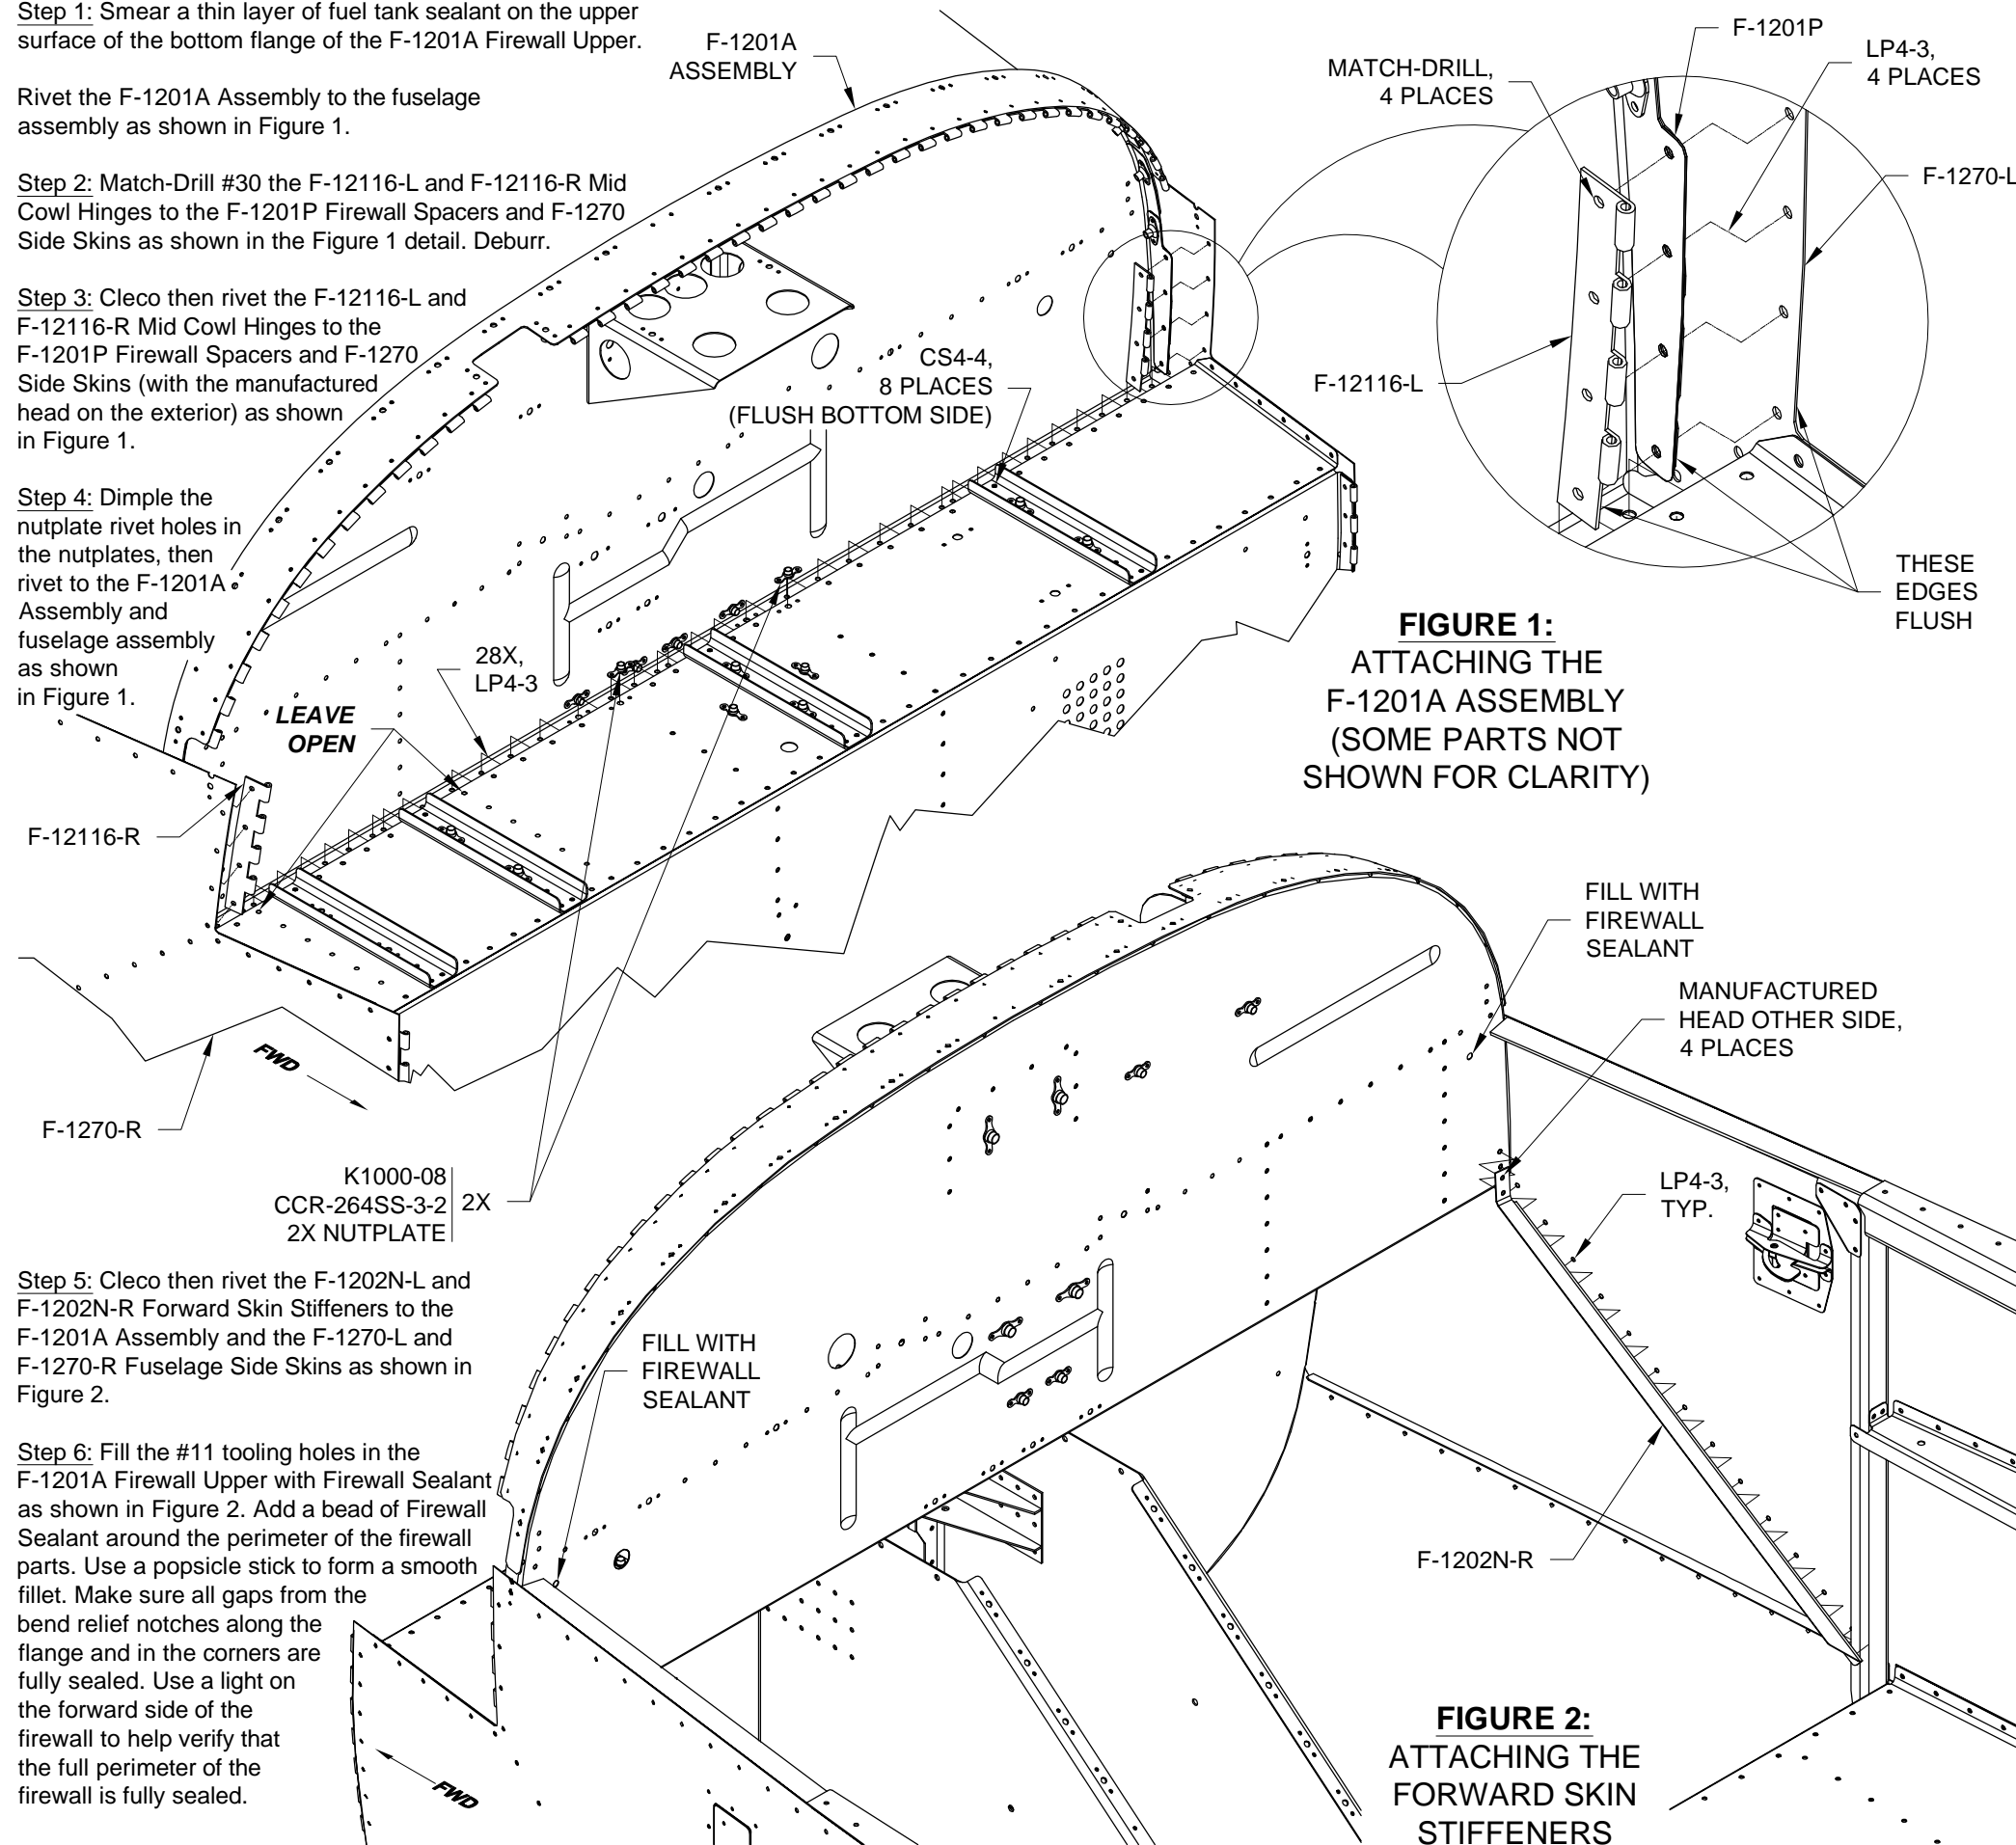 Step 1: Smear a thin layer of fuel tank sealant on the upper
surface of the bottom flange of the F-1201A Firewall Upper.
Rivet the F-1201A Assembly to the fuselage
assembly as shown in Figure 1.
Step 2: Match-Drill #30 the F-12116-L and F-12116-R Mid
Cowl Hinges to the F-1201P Firewall Spacers and F-1270
Side Skins as shown in the Figure 1 detail. Deburr.
Step 3: Cleco then rivet the F-12116-L and
F-12116-R Mid Cowl Hinges to the
F-1201P Firewall Spacers and F-1270
Side Skins (with the manufactured
head on the exterior) as shown
in Figure 1.
Step 4: Dimple the
nutplate rivet holes in
the nutplates, then
rivet to the F-1201A
Assembly and
fuselage assembly
as shown
in Figure 1.
F-1201A
ASSEMBLY
MATCH-DRILL,
4 PLACES
F-1201P
LP4-3,
4 PLACES
F-1270-L
F-12116-L
CS4-4,
8 PLACES
(FLUSH BOTTOM SIDE)
THESE
EDGES
FLUSH
28X,
LP4-3
LEAVE
OPEN
F-12116-R
F-1270-R
FWD
K1000-08
CCR-264SS-3-2
2X NUTPLATE
2X
FIGURE 1:
ATTACHING THE
F-1201A ASSEMBLY
(SOME PARTS NOT
SHOWN FOR CLARITY)
Step 5: Cleco then rivet the F-1202N-L and
F-1202N-R Forward Skin Stiffeners to the
F-1201A Assembly and the F-1270-L and
F-1270-R Fuselage Side Skins as shown in
Figure 2.
Step 6: Fill the #11 tooling holes in the
F-1201A Firewall Upper with Firewall Sealant
as shown in Figure 2. Add a bead of Firewall
Sealant around the perimeter of the firewall
parts. Use a popsicle stick to form a smooth
fillet. Make sure all gaps from the
bend relief notches along the
flange and in the corners are
fully sealed. Use a light on
the forward side of the
firewall to help verify that
the full perimeter of the
firewall is fully sealed.
FILL WITH
FIREWALL
SEALANT
MANUFACTURED
HEAD OTHER SIDE,
4 PLACES
LP4-3,
TYP.
FILL WITH
FIREWALL
SEALANT
F-1202N-R
FWD
FIGURE 2:
ATTACHING THE
FORWARD SKIN
STIFFENERS